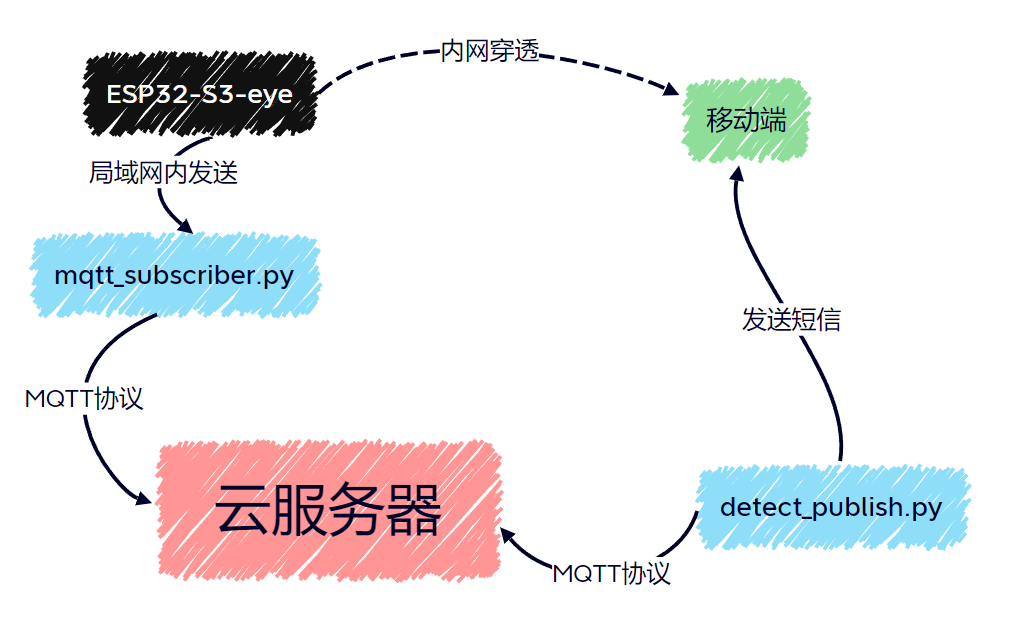 内网穿透
ESP32-S3-eye
移动端
局域网内发送
mqtt_subscriber.py
发送短信
MQTT协议
云服务器
detect_publish.py
MQTT协议